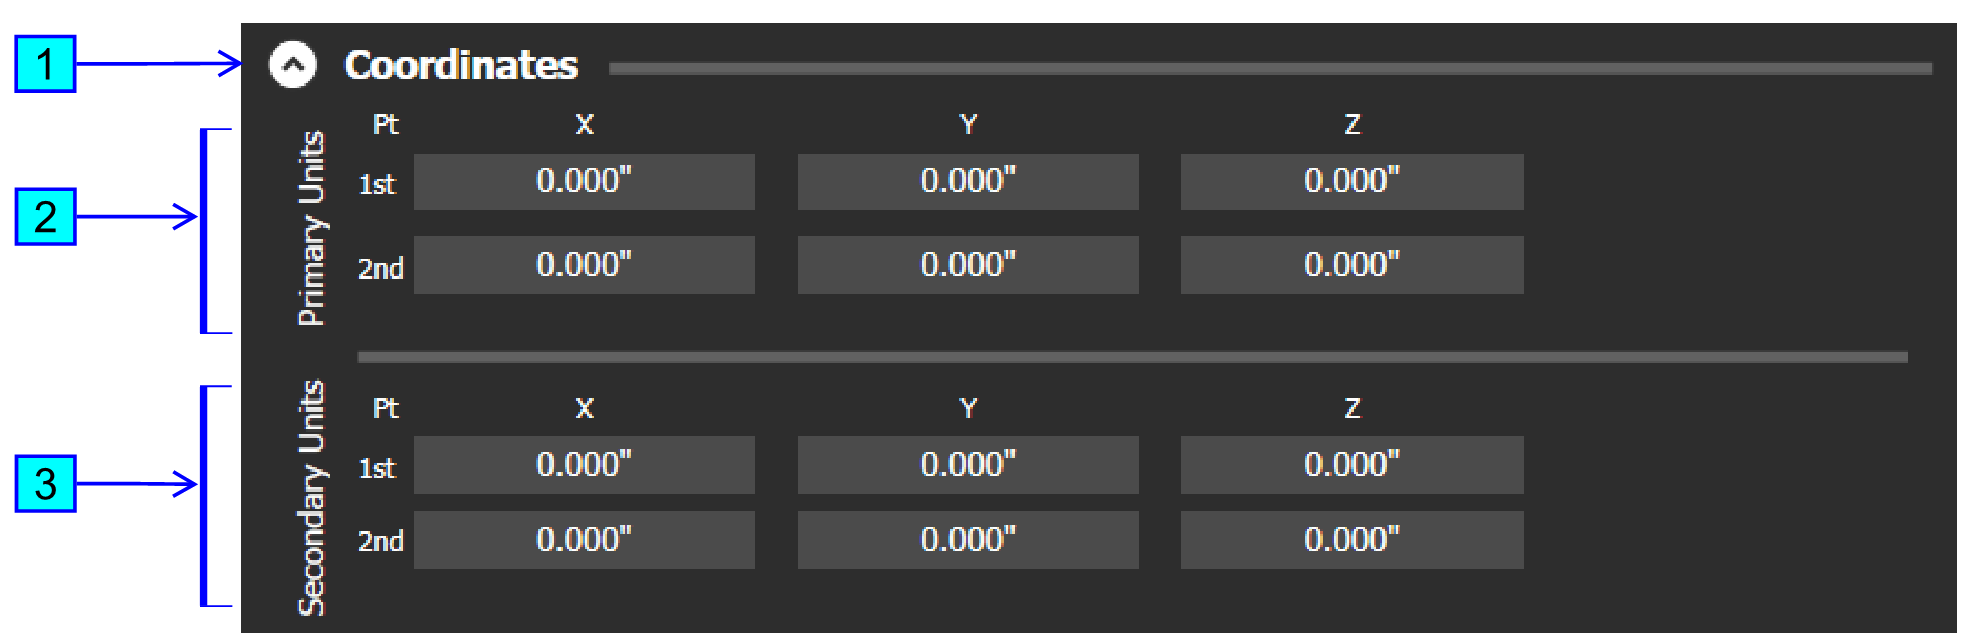 1 Coordinates
Primary Units
Pt X Y Z
1st 0.000" 0.000" 0.000"
2
2nd 0.000" 0.000" 0.000"
Secondary Units
Pt X Y Z
1st 0.000" 0.000" 0.000"
3
2nd 0.000" 0.000" 0.000"